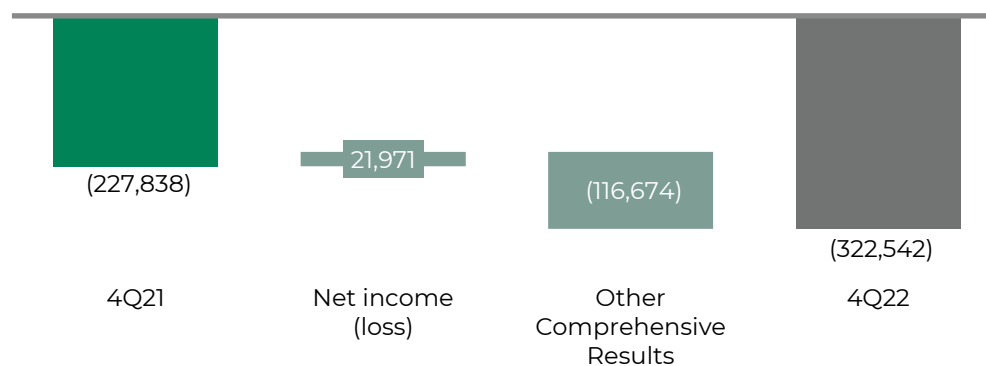 21,971
(227,838)
(116,674)
(322,542)
4Q21
Net income
(loss)
Other
Comprehensive
Results
4Q22